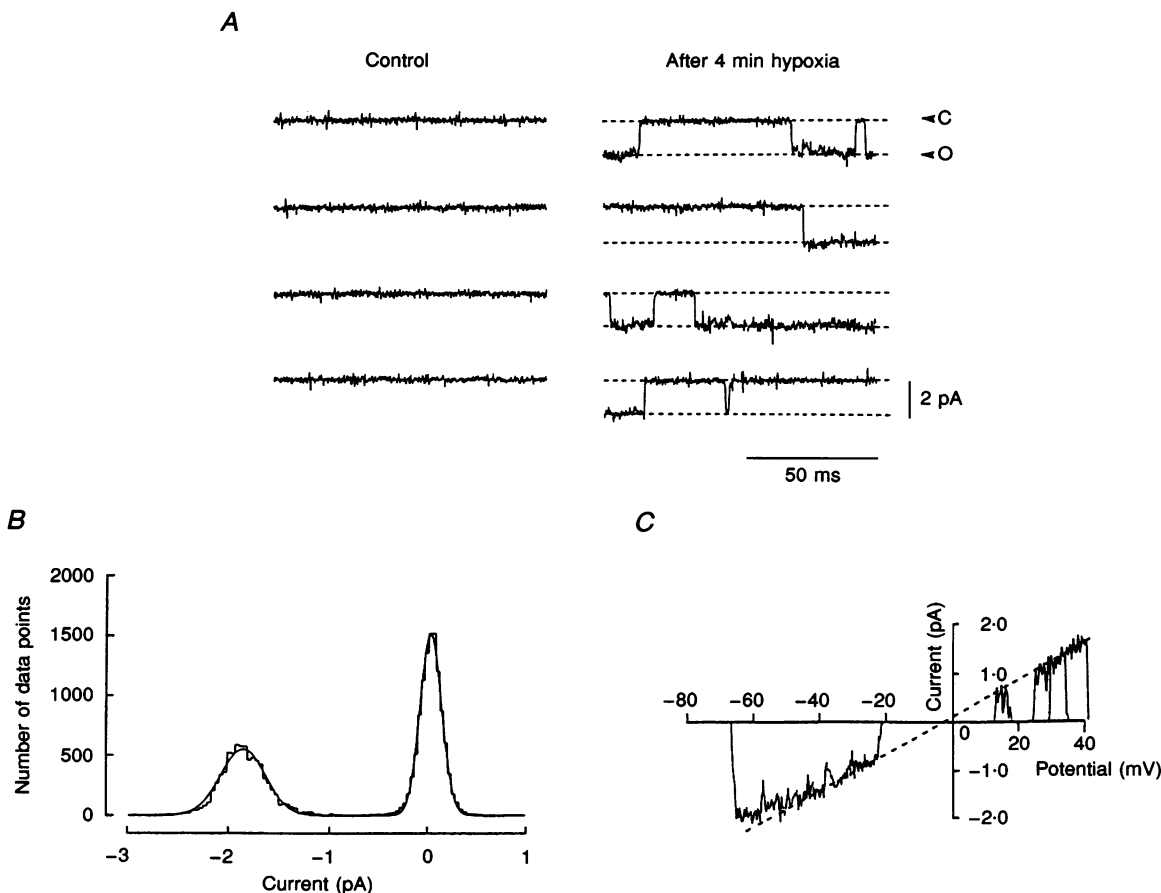 A
Control
After 4 min hypoxia
C
O
2 pA
50 ms
B
Number of data points
2000
1500
1000
500
0
−3
−2
−1
0
1
Current (pA)
C
Current (pA)
2·0
1·0
−80
−60
−40
−20
0
20
40
Potential (mV)
−1·0
−2·0